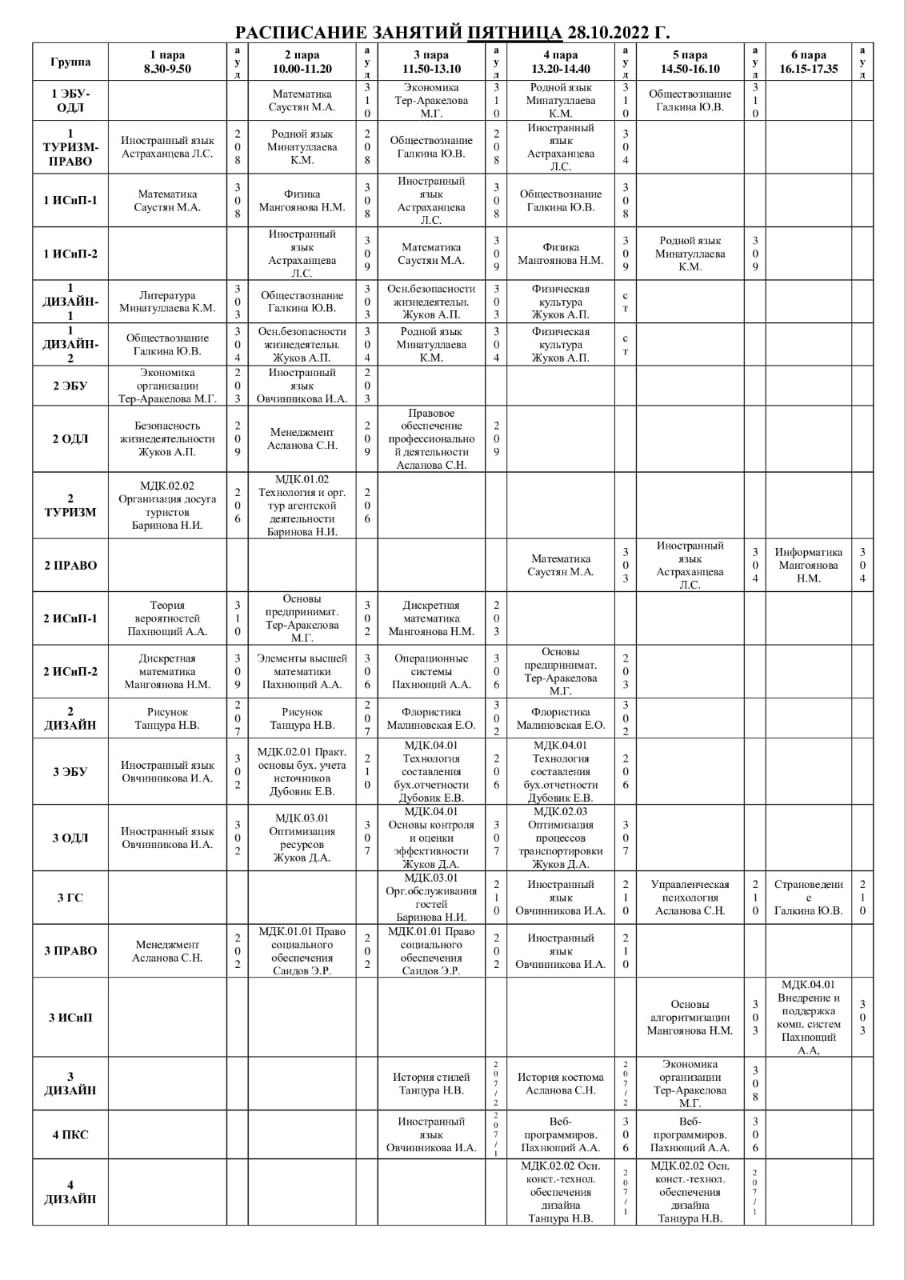 РАСПИСАНИЕ ЗАНЯТИЙ ПЯТНИЦА 28.10.2022 Г.
Группа
1 пара
8.30-9.50
ауд
2 пара
10.00-11.20
ауд
3 пара
11.50-13.10
ауд
4 пара
13.20-14.40
ауд
5 пара
14.50-16.10
ауд
6 пара
16.15-17.35
ауд
1 ЭБУ-
ОДЛ
Математика
Саустян М.А.
310
Экономика
Тер-Аракелова
М.Г.
310
Родной язык
Минатуллаева
К.М.
310
Обществознание
Галкина Ю.В.
310
1
ТУРИЗМ-
ПРАВО
Иностранный язык
Астраханцева Л.С.
208
Родной язык
Минатуллаева
К.М.
208
Обществознание
Галкина Ю.В.
208
Иностранный
язык
Астраханцева
Л.С.
304
1 ИСиП-1
Математика
Саустян М.А.
308
Физика
Мангоянова Н.М.
308
Иностранный
язык
Астраханцева
Л.С.
308
Обществознание
Галкина Ю.В.
308
1 ИСиП-2
Иностранный
язык
Астраханцева
Л.С.
309
Математика
Саустян М.А.
309
Физика
Мангоянова Н.М.
309
Родной язык
Минатуллаева
К.М.
309
1
ДИЗАЙН-
1
Литература
Минатуллаева К.М.
303
Обществознание
Галкина Ю.В.
303
Осн.безопасности
жизнедеятельн.
Жуков А.П.
303
Физическая
культура
Жуков А.П.
ст
1
ДИЗАЙН-
2
Обществознание
Галкина Ю.В.
304
Осн.безопасности
жизнедеятельн.
Жуков А.П.
304
Родной язык
Минатуллаева
К.М.
304
Физическая
культура
Жуков А.П.
ст
2 ЭБУ
Экономика
организации
Тер-Аракелова М.Г.
203
Иностранный
язык
Овчинникова И.А.
203
2 ОДЛ
Безопасность
жизнедеятельности
Жуков А.П.
209
Менеджмент
Асланова С.Н.
209
Правовое
обеспечение
профессионально
й деятельности
Асланова С.Н.
209
2
ТУРИЗМ
МДК.02.02
Организация досуга
туристов
Баринова Н.И.
206
МДК.01.02
Технология и орг.
тур агентской
деятельности
Баринова Н.И.
206
2 ПРАВО
Математика
Саустян М.А.
303
Иностранный
язык
Астраханцева
Л.С.
304
Информатика
Мангоянова
Н.М.
304
2 ИСиП-1
Теория
вероятностей
Пахнющий А.А.
310
Основы
предпринимат.
Тер-Аракелова
М.Г.
302
Дискретная
математика
Мангоянова Н.М.
203
2 ИСиП-2
Дискретная
математика
Мангоянова Н.М.
309
Элементы высшей
математики
Пахнющий А.А.
306
Операционные
системы
Пахнющий А.А.
306
Основы
предпринимат.
Тер-Аракелова
М.Г.
203
2
ДИЗАЙН
Рисунок
Танцура Н.В.
207
Рисунок
Танцура Н.В.
207
Флористика
Малиновская Е.О.
302
Флористика
Малиновская Е.О.
302
3 ЭБУ
Иностранный язык
Овчинникова И.А.
302
МДК.02.01 Практ.
основы бух. учета
источников
Дубовик Е.В.
210
МДК.04.01
Технология
составления
бух.отчетности
Дубовик Е.В.
206
МДК.04.01
Технология
составления
бух.отчетности
Дубовик Е.В.
206
3 ОДЛ
Иностранный язык
Овчинникова И.А.
302
МДК.03.01
Оптимизация
ресурсов
Жуков Д.А.
307
МДК.04.01
Основы контроля
и оценки
эффективности
Жуков Д.А.
307
МДК.02.03
Оптимизация
процессов
транспортировки
Жуков Д.А.
307
3 ГС
МДК.03.01
Орг.обслуживания
гостей
Баринова Н.И.
210
Иностранный
язык
Овчинникова И.А.
210
Управленческая
психология
Асланова С.Н.
210
Страноведени
е
Галкина Ю.В.
210
3 ПРАВО
Менеджмент
Асланова С.Н.
202
МДК.01.01 Право
социального
обеспечения
Саидов Э.Р.
202
МДК.01.01 Право
социального
обеспечения
Саидов Э.Р.
202
Иностранный
язык
Овчинникова И.А.
210
3 ИСиП
Основы
алгоритмизации
Мангоянова Н.М.
303
МДК.04.01
Внедрение и
поддержка
комп. систем
Пахнющий
А.А,
303
3
ДИЗАЙН
История стилей
Танцура Н.В.
207/2
История костюма
Асланова С.Н.
207/2
Экономика
организации
Тер-Аракелова
М.Г.
308
4 ПКС
Иностранный
язык
Овчинникова И.А.
207/1
Веб-
программиров.
Пахнющий А.А.
306
Веб-
программиров.
Пахнющий А.А.
306
4
ДИЗАЙН
МДК.02.02 Осн.
конст.-технол.
обеспечения
дизайна
Танцура Н.В.
207/1
МДК.02.02 Осн.
конст.-технол.
обеспечения
дизайна
Танцура Н.В.
207/1